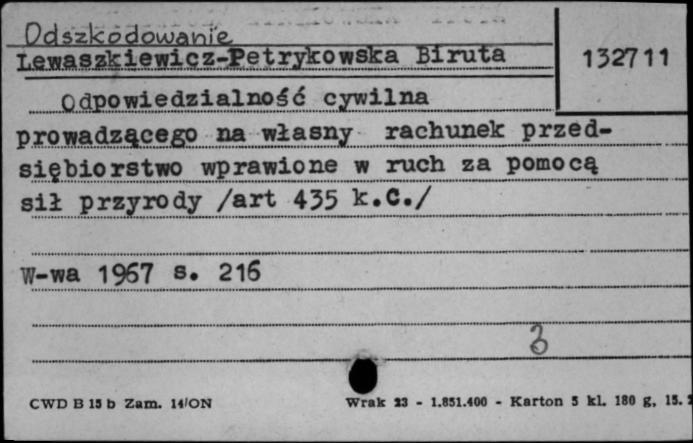 Odszkodowanie
Lewaszkiewicz-Petrykowska Biruta
132711
Odpowiedzialność cywilna
prowadzącego na własny rachunek przed-
siębiorstwo wprawione w ruch za pomocą
sił przyrody /art 435 k.C./
W-wa 1967 s. 216
3
CWD B 15 b Zam. 14/ON
Wrak 23 - 1.851.400 - Karton 5 kl. 180 g, 15.